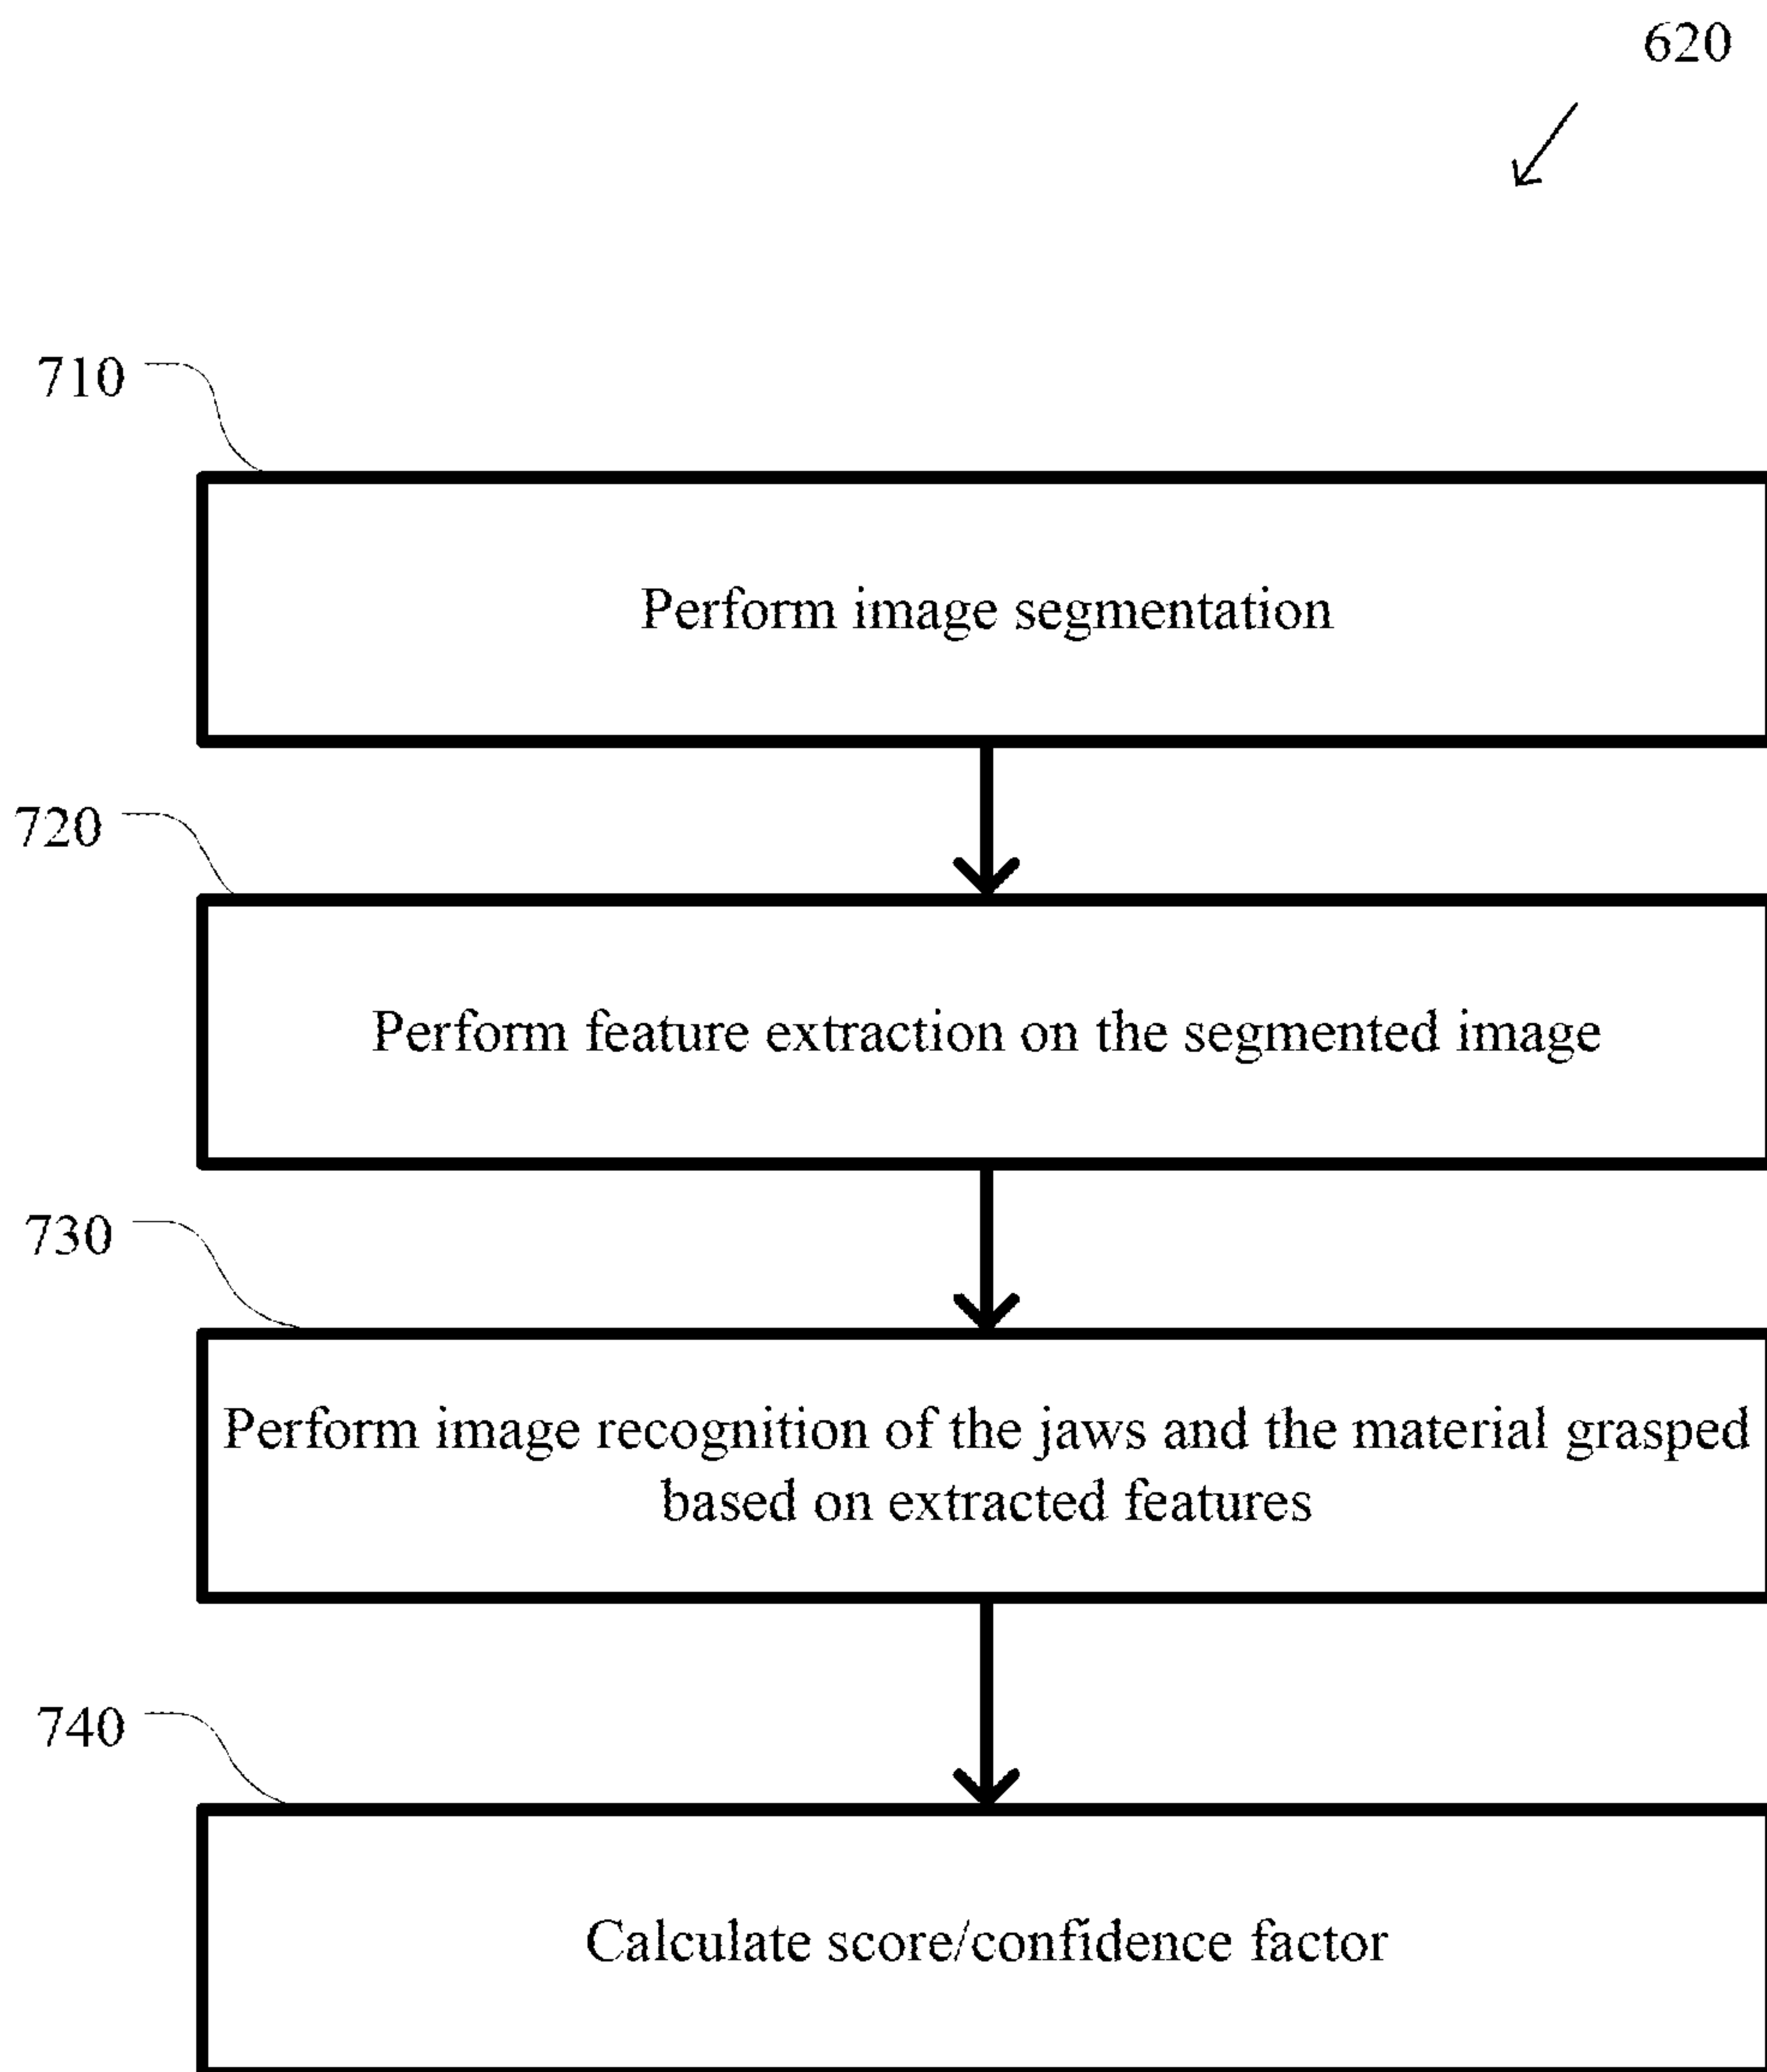 620
710
Perform image segmentation
720
Perform feature extraction on the segmented image
730
Perform image recognition of the jaws and the material grasped
based on extracted features
740
Calculate score/confidence factor